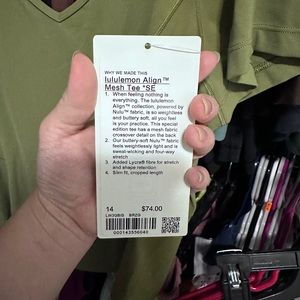 WHY WE MADE THIS
lululemon Align™
Mesh Tee *SE
1. When feeling nothing is
everything. The lululemon
Align™ collection, powered by
Nulu™ fabric, is so weightless
and buttery soft, all you feel
is your practice. This special
edition tee has a mesh fabric
crossover detail on the back
2. Our buttery-soft Nulu™ fabric
feels weightlessly light and is
sweat-wicking and four-way
stretch
3. Added Lycra® fibre for stretch
and shape retention
4. Slim fit, cropped length
14 $74.00